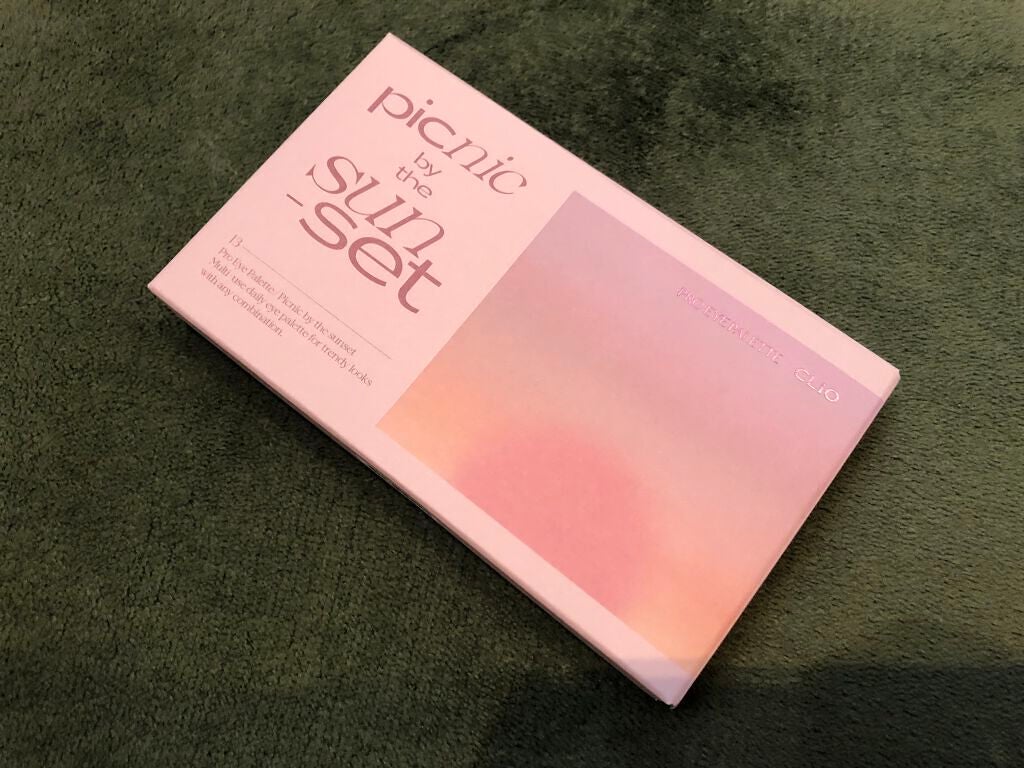 picnic
by
the
sun
-set
13
Pro Eye Palette / Picnic by the sunset
Multi-use daily eye palette for trendy looks
with any combination.
PRO EYE PALETTE CLIO